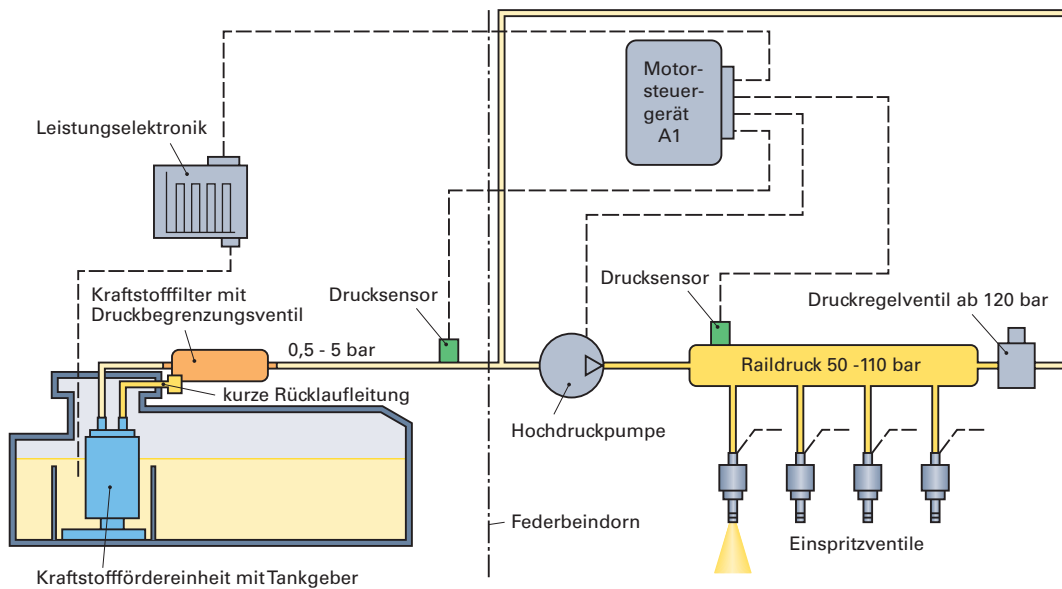 Motor-
steuer-
gerät
A1
Leistungselektronik
Kraftstofffilter mit
Druckbegrenzungsventil
Drucksensor
0,5 - 5 bar
kurze Rücklaufleitung
Drucksensor
Druckregelventil ab 120 bar
Raildruck 50 -110 bar
Hochdruckpumpe
Federbeindorn
Einspritzventile
Kraftstofffördereinheit mit Tankgeber